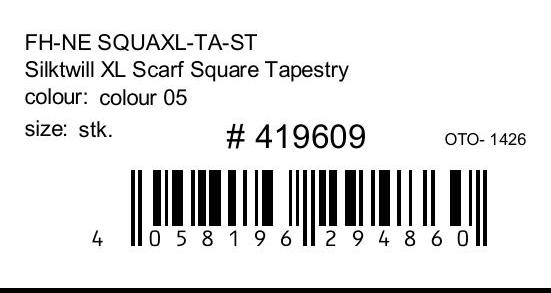 FH-NE SQUAXL-TA-ST
Silktwill XL Scarf Square Tapestry
colour: colour 05
size: stk.
# 419609
OTO- 1426
4 058196 294860